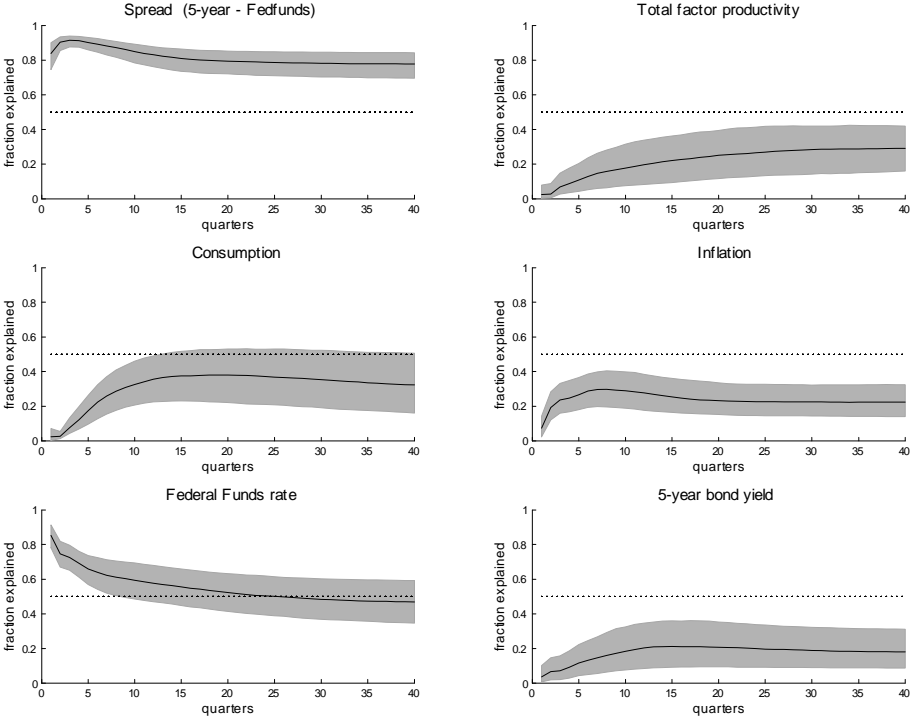 Spread (5-year - Fedfunds)
fraction explained
1
0.8
0.6
0.4
0.2
0
0 5 10 15 20 25 30 35 40
quarters
Total factor productivity
fraction explained
1
0.8
0.6
0.4
0.2
0
0 5 10 15 20 25 30 35 40
quarters
Consumption
fraction explained
1
0.8
0.6
0.4
0.2
0
0 5 10 15 20 25 30 35 40
quarters
Inflation
fraction explained
1
0.8
0.6
0.4
0.2
0
0 5 10 15 20 25 30 35 40
quarters
Federal Funds rate
fraction explained
1
0.8
0.6
0.4
0.2
0
0 5 10 15 20 25 30 35 40
quarters
5-year bond yield
fraction explained
1
0.8
0.6
0.4
0.2
0
0 5 10 15 20 25 30 35 40
quarters